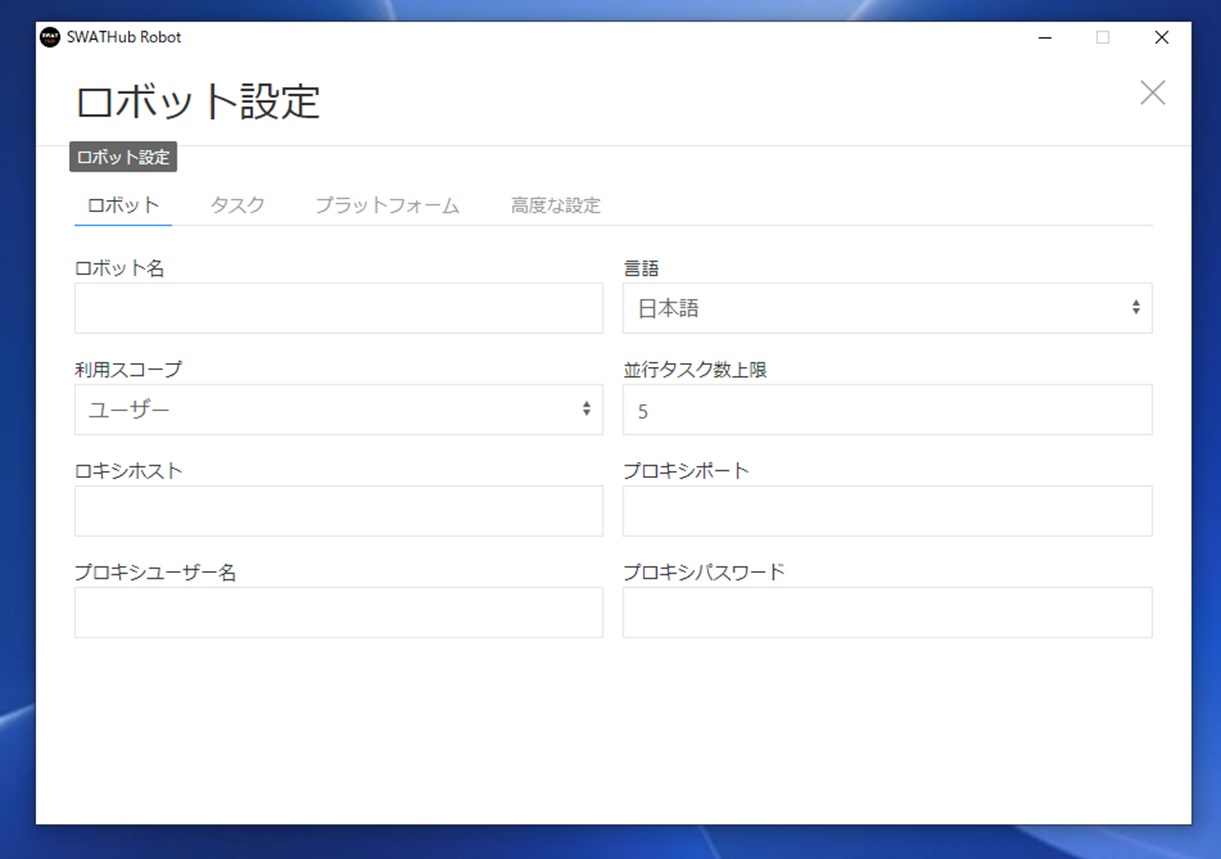 SWATHub Robot
ロボット設定
ロボット設定
ロボット タスク プラットフォーム 高度な設定
ロボット名 言語
日本語
利用スコープ 並行タスク数上限
ユーザー 5
ロキシホスト プロキシポート
プロキシユーザー名 プロキシパスワード